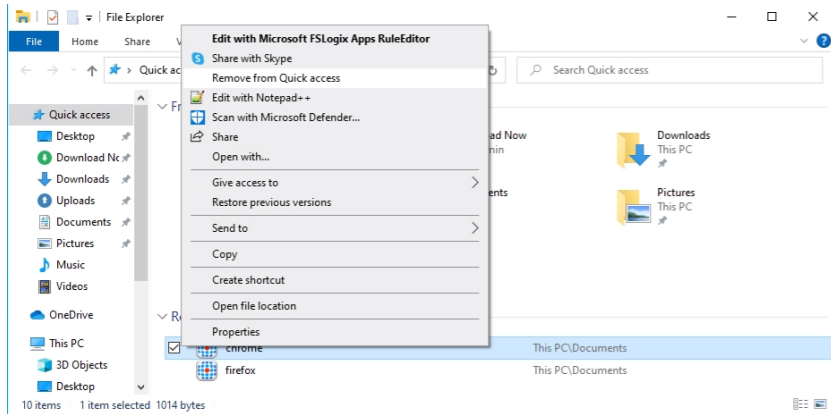 File Explorer
File
Home
Share
V
Quick ac
Search Quick access
Edit with Microsoft FSLogix Apps RuleEditor
Share with Skype
Remove from Quick access
Edit with Notepad++
Scan with Microsoft Defender...
Share
Open with...
Give access to
Restore previous versions
Send to
Copy
Create shortcut
Open file location
Properties
Quick access
Desktop
Download Nc
Downloads
Uploads
Documents
Pictures
Music
Videos
OneDrive
This PC
3D Objects
Desktop
Fr
ad Now
min
Downloads
This PC
ents
Pictures
This PC
R
chrome This PC\Documents
firefox This PC\Documents
10 items 1 item selected 1014 bytes